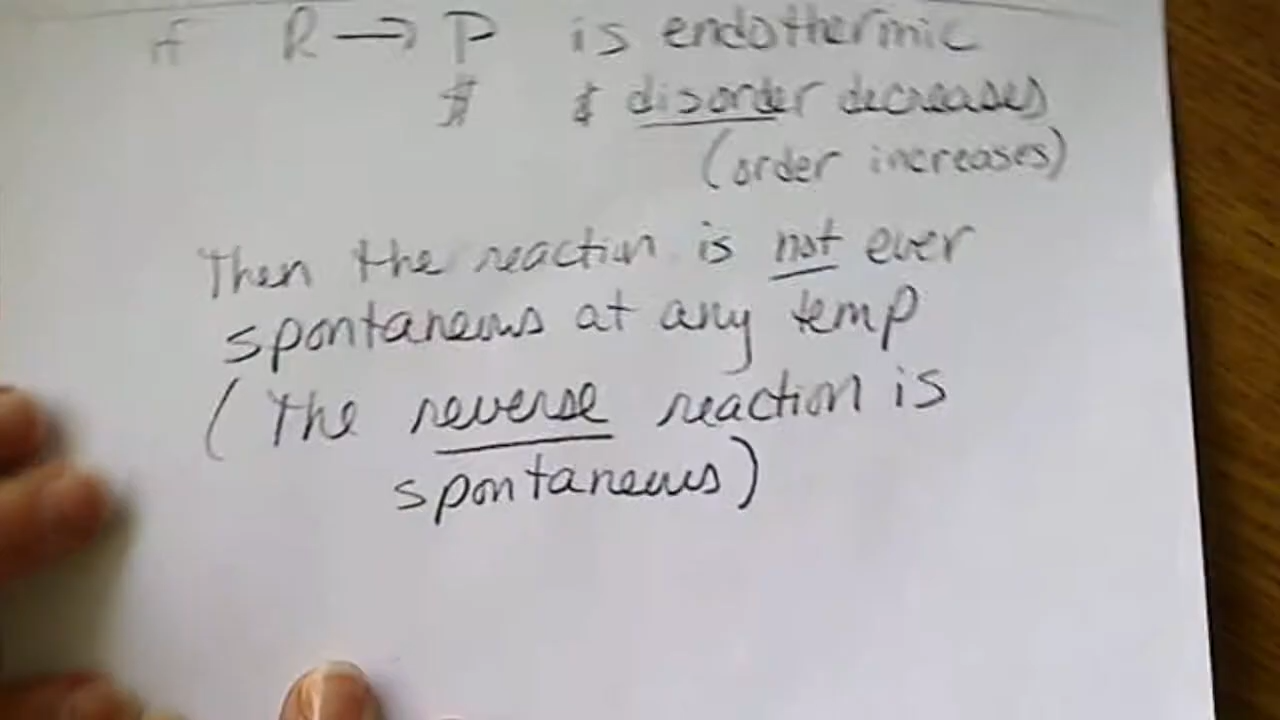 if R → P is endothermic
& disorder decreases
(order increases)
Then the reaction is not ever
spontaneous at any temp
(The reverse reaction is
spontaneous)